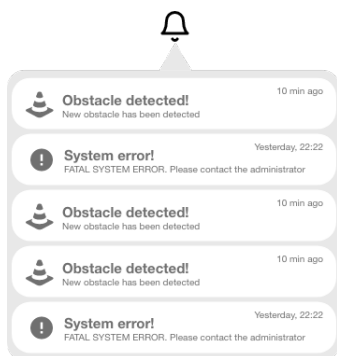 10 min ago
Obstacle detected!
New obstacle has been detected
Yesterday, 22:22
System error!
FATAL SYSTEM ERROR. Please contact the administrator
10 min ago
Obstacle detected!
New obstacle has been detected
10 min ago
Obstacle detected!
New obstacle has been detected
Yesterday, 22:22
System error!
FATAL SYSTEM ERROR. Please contact the administrator